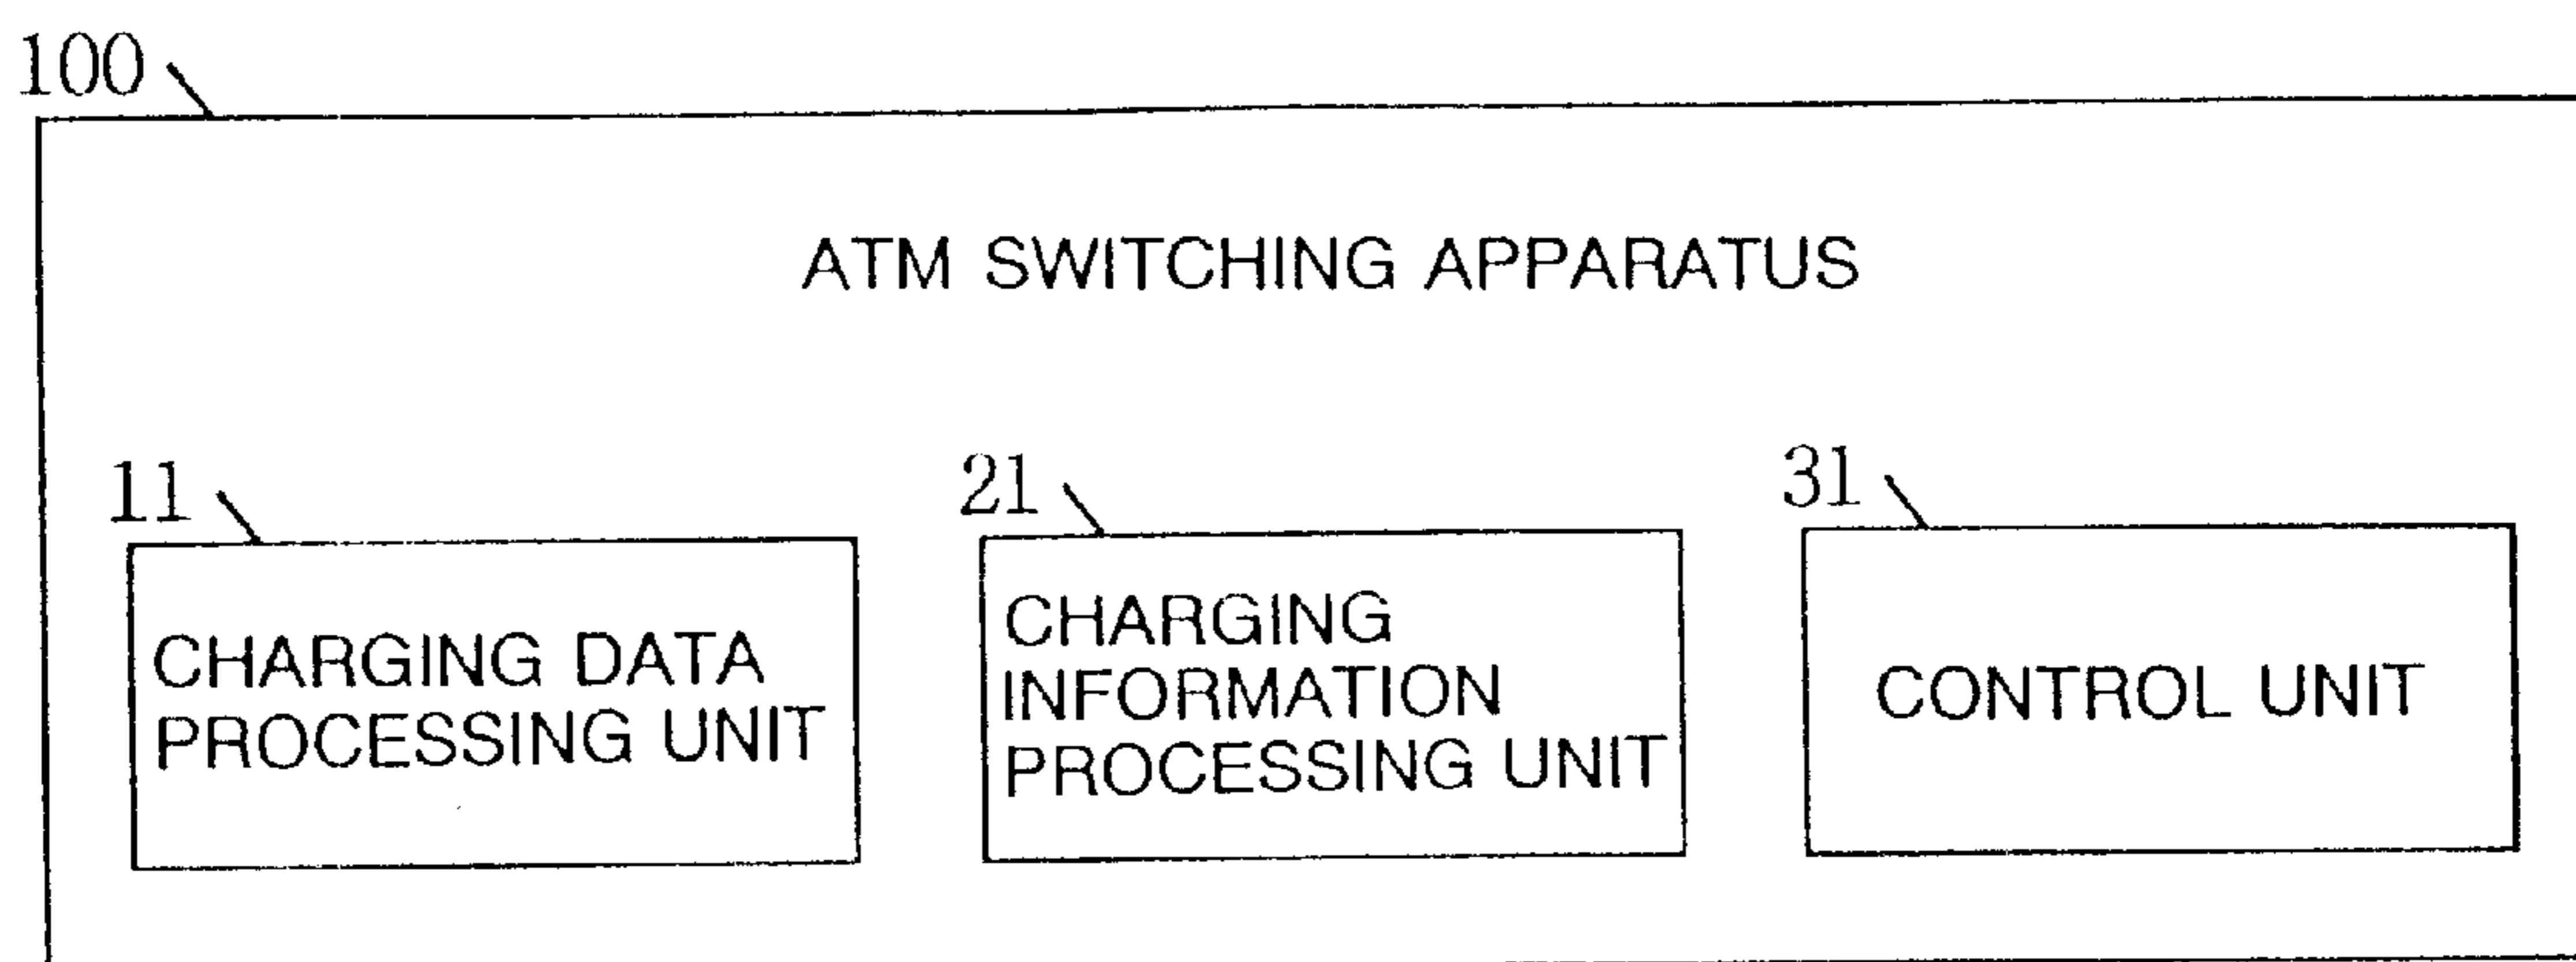 100
ATM SWITCHING APPARATUS
11
CHARGING DATA
PROCESSING UNIT
21
CHARGING
INFORMATION
PROCESSING UNIT
31
CONTROL UNIT